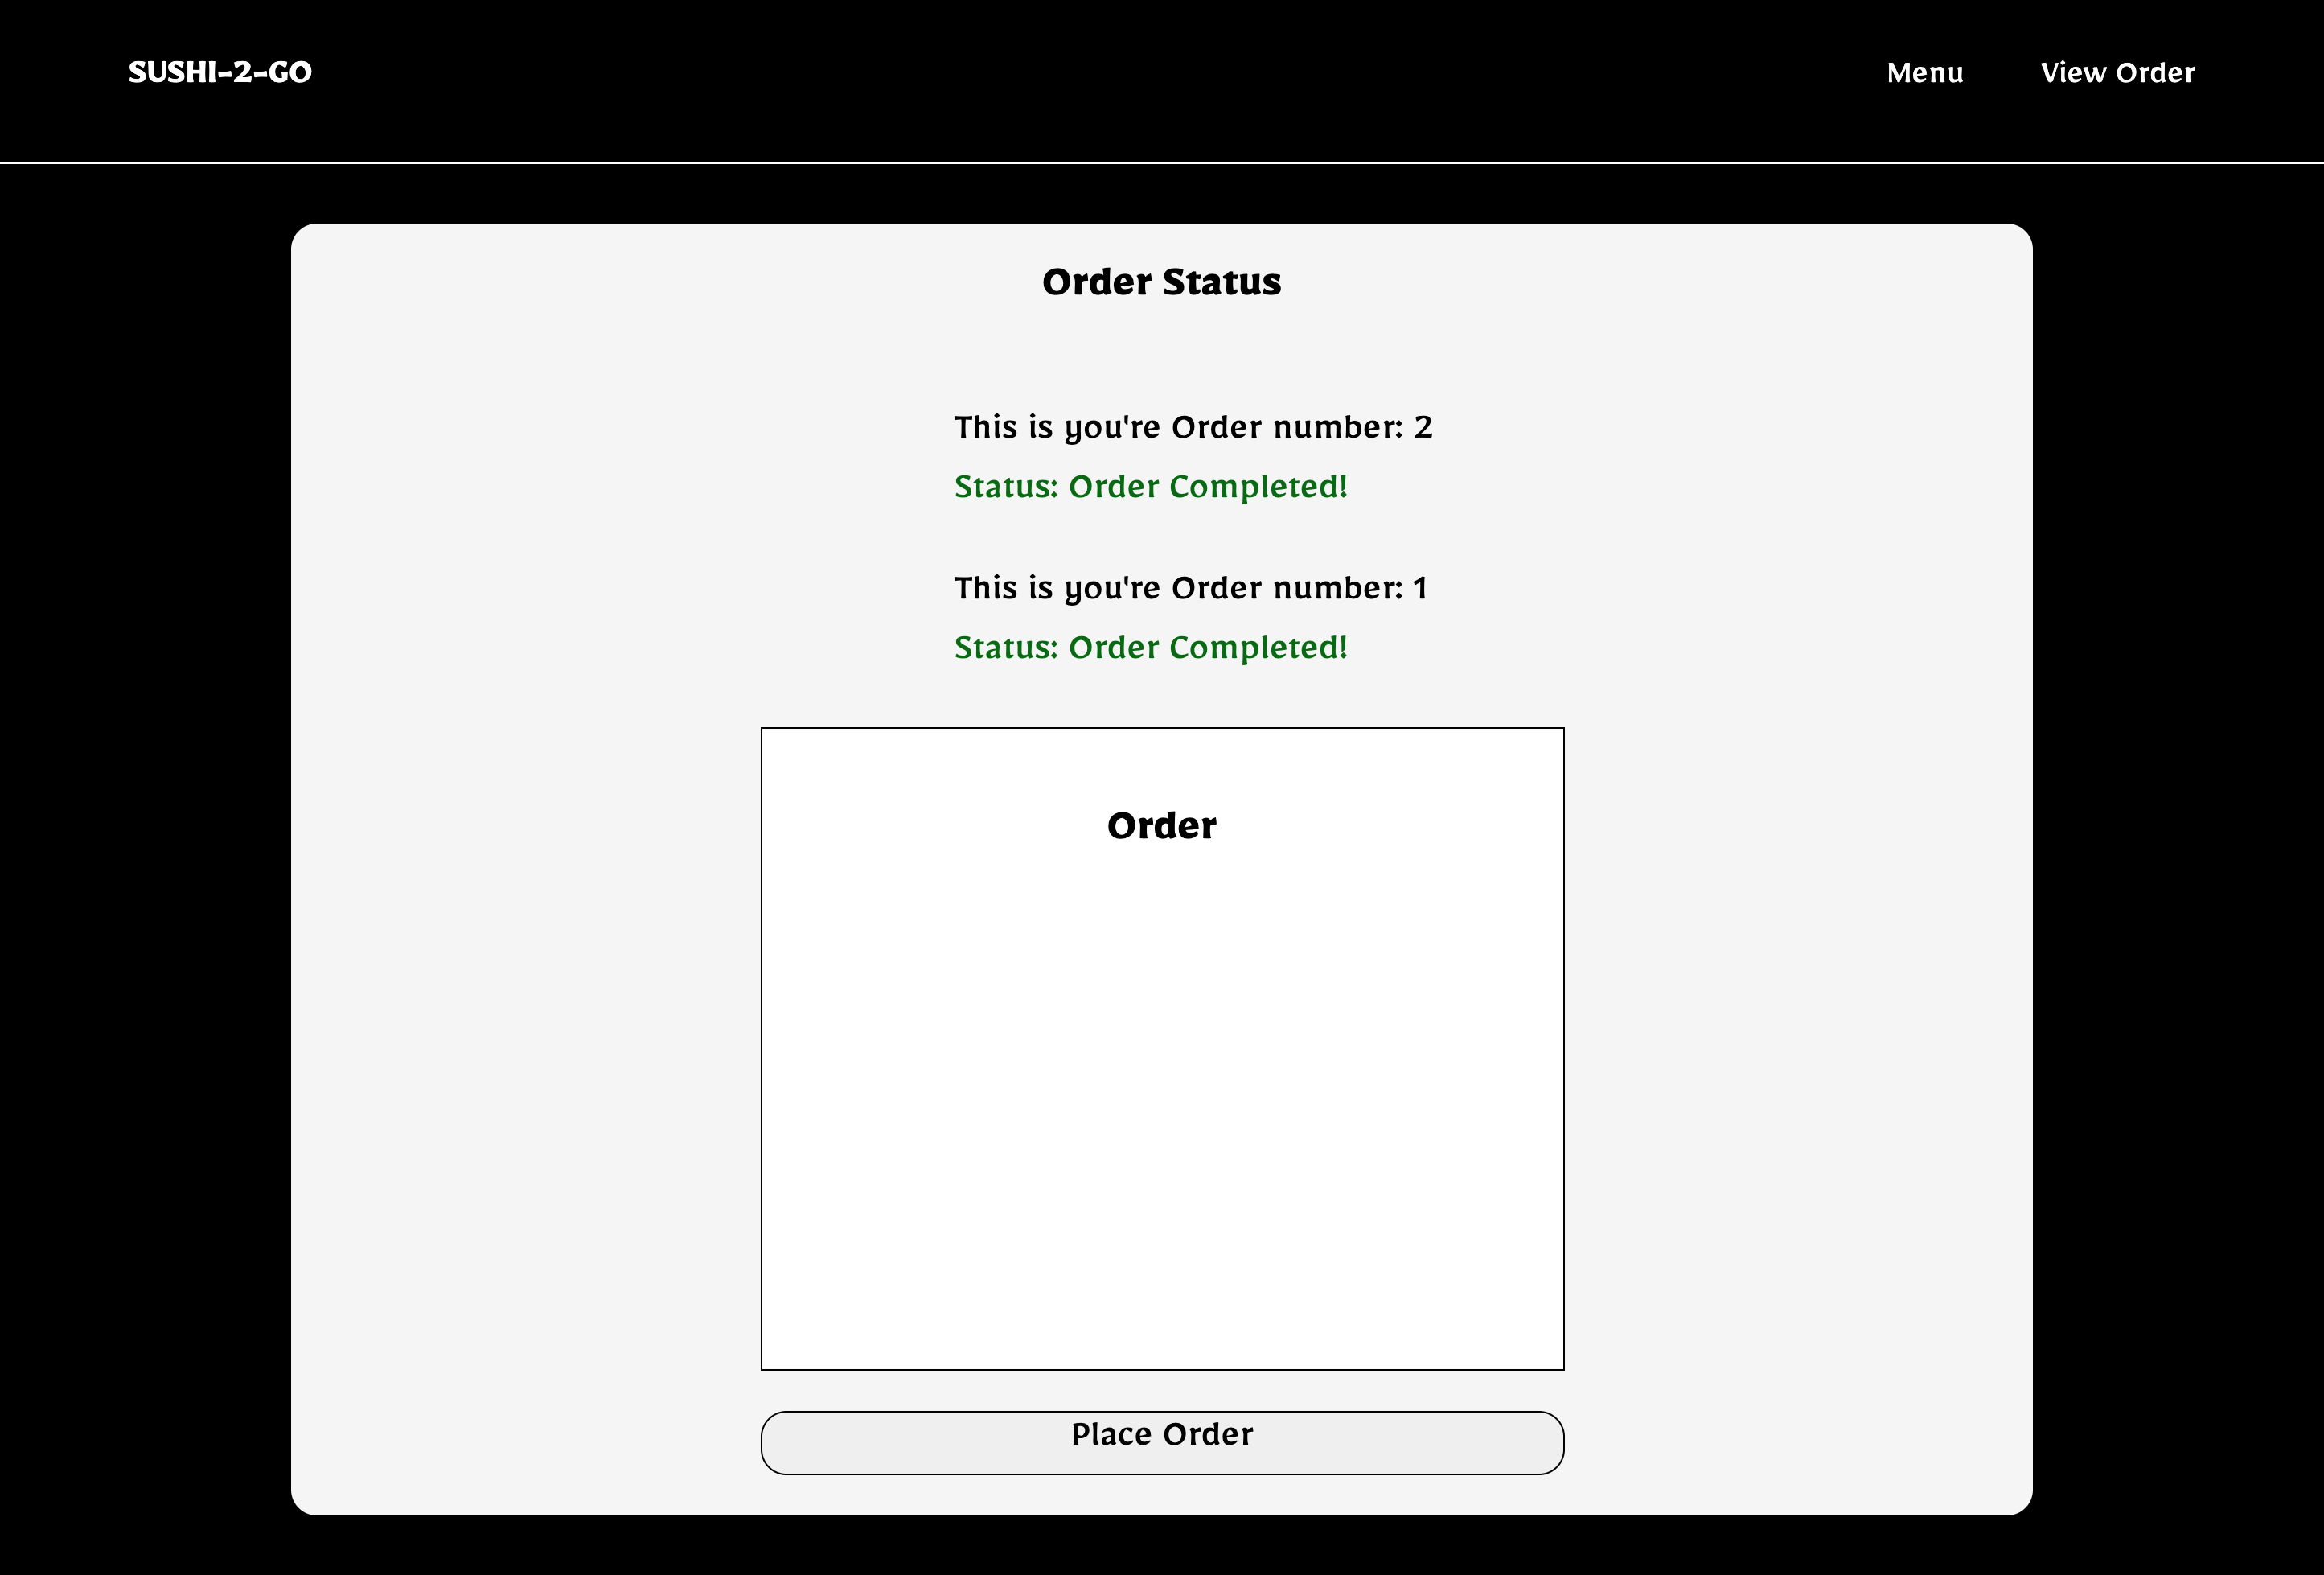 SUSHI-2-GO
Menu
View Order
Order Status
This is you're Order number: 2
Status: Order Completed!
This is you're Order number: 1
Status: Order Completed!
Order
Place Order